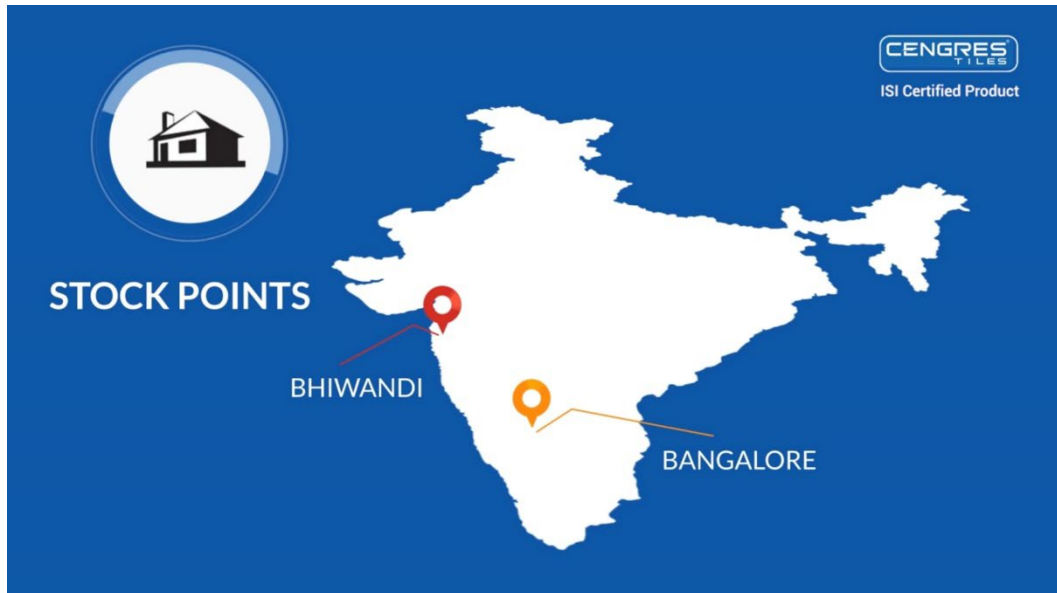 CENGRES
TILES
ISI Certified Product
STOCK POINTS
BHIWANDI
BANGALORE